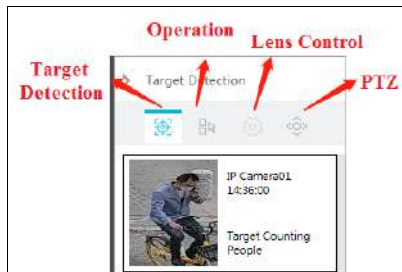 Operation
Lens Control
Target
Detection
PTZ
Target Detection
IP Camera01
14:36:00
Target Counting
People